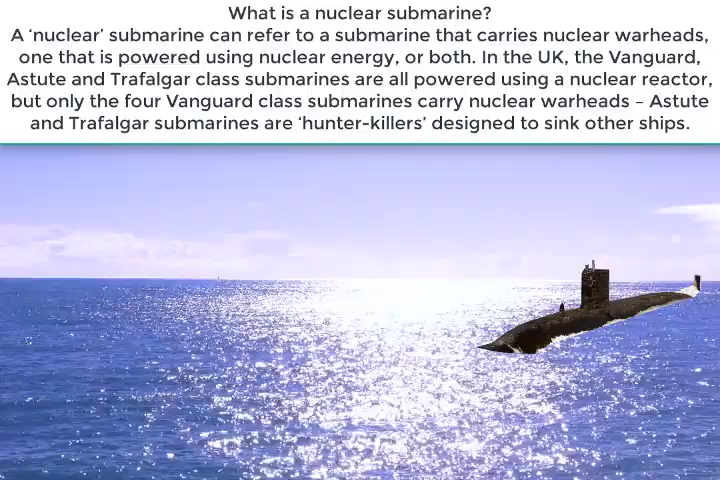 What is a nuclear submarine?
A ‘nuclear’ submarine can refer to a submarine that carries nuclear warheads,
one that is powered using nuclear energy, or both. In the UK, the Vanguard,
Astute and Trafalgar class submarines are all powered using a nuclear reactor,
but only the four Vanguard class submarines carry nuclear warheads – Astute
and Trafalgar submarines are ‘hunter-killers’ designed to sink other ships.